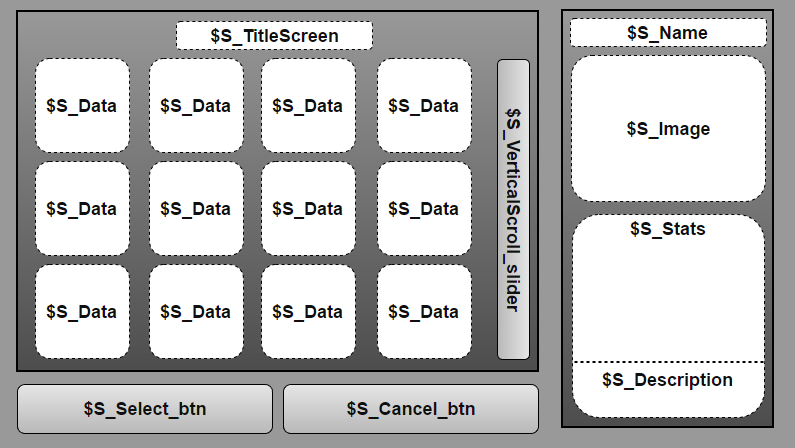 $S_TitleScreen
$S_Data $S_Data $S_Data $S_Data
$S_Data $S_Data $S_Data $S_Data
$S_Data $S_Data $S_Data $S_Data
$S_VerticalScroll_slider
$S_Select_btn
$S_Cancel_btn
$S_Name
$S_Image
$S_Stats
$S_Description